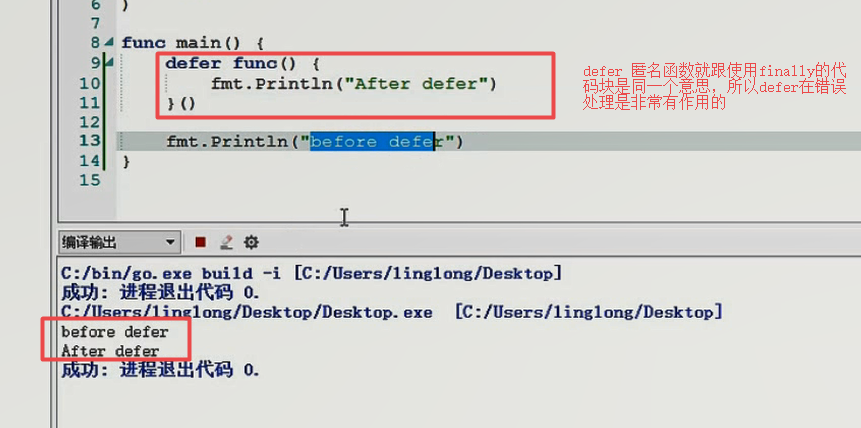 6 )
7
8 func main() {
9 defer func() {
10 fmt.Println("After defer")
11 }()
12
13 fmt.Println("before defer")
14 }
15
defer 匿名函数就跟使用finally的代
码块是同一个意思，所以defer在错误
处理是非常有作用的
编译输出
C:/bin/go.exe build -i [C:/Users/linglong/Desktop]
成功: 进程退出代码 0.
C:/Users/linglong/Desktop/Desktop.exe [C:/Users/linglong/Desktop]
before defer
After defer
成功: 进程退出代码 0.